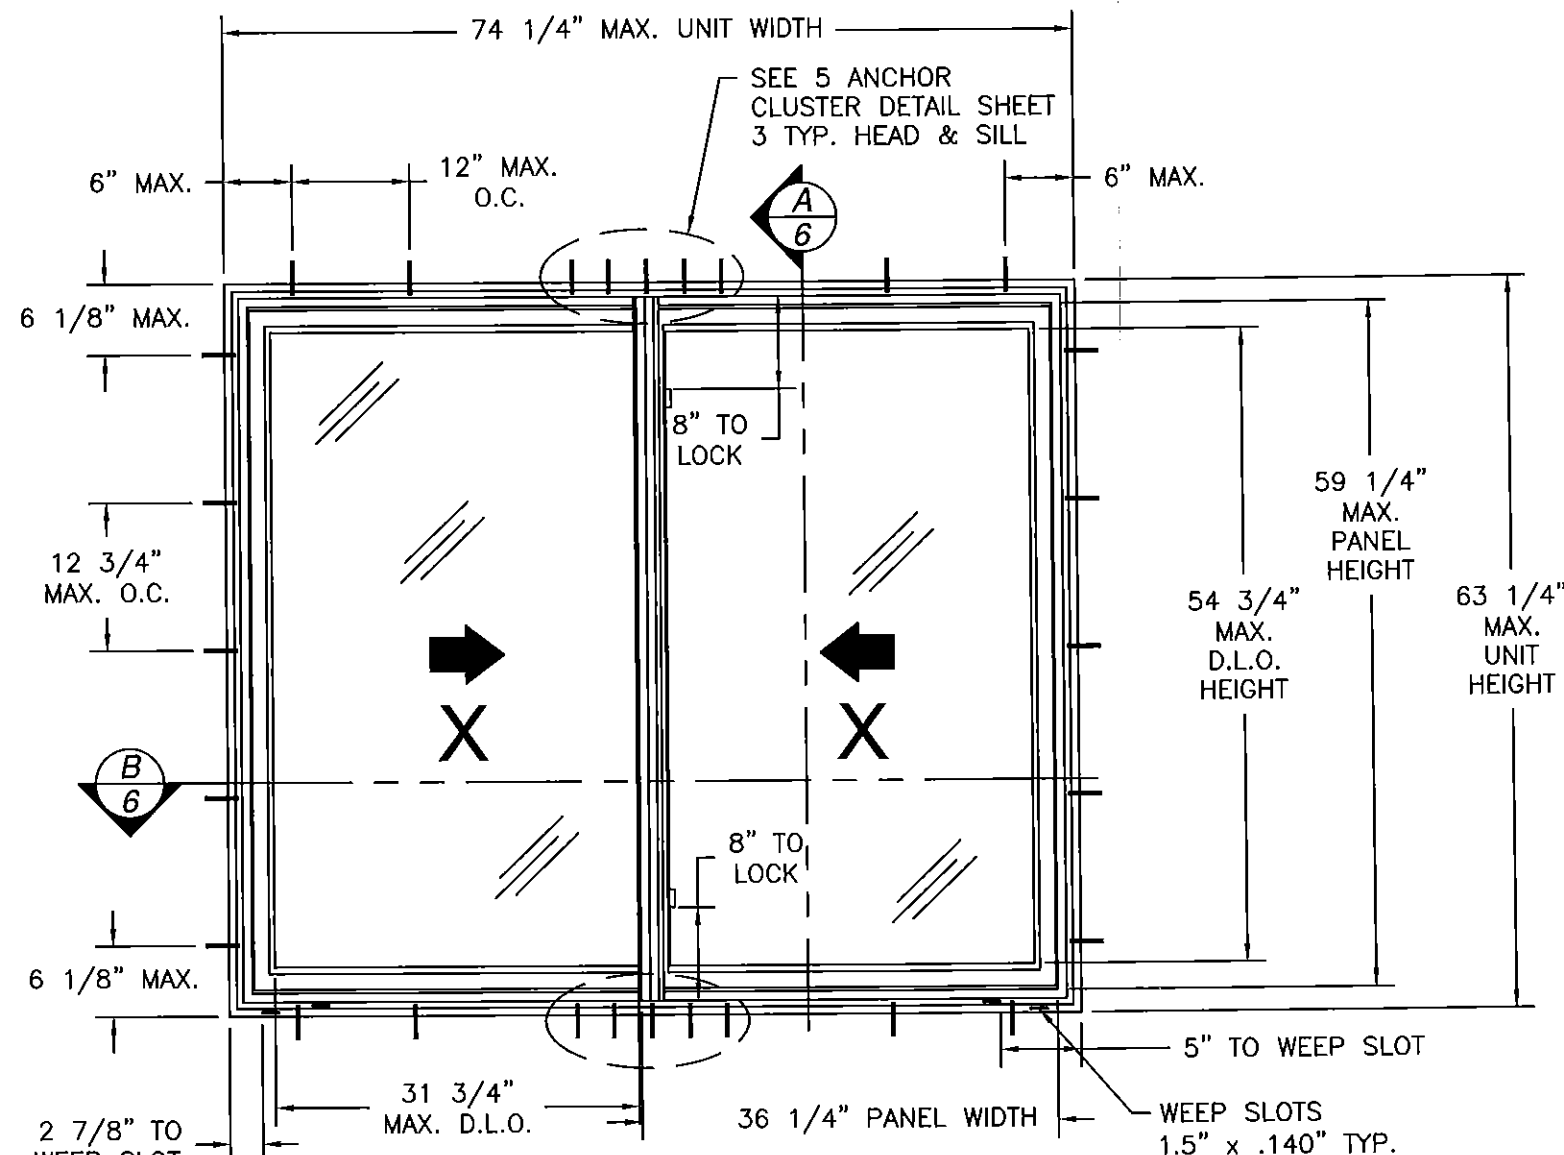 74 1/4" MAX. UNIT WIDTH
SEE 5 ANCHOR
CLUSTER DETAIL SHEET
3 TYP. HEAD & SILL
6" MAX.
12" MAX.
O.C.
A
6
6" MAX.
6 1/8" MAX.
8" TO
LOCK
12 3/4"
MAX. O.C.
59 1/4"
MAX.
PANEL
HEIGHT
54 3/4"
MAX.
D.L.O.
HEIGHT
63 1/4"
MAX.
UNIT
HEIGHT
X
X
B
6
8" TO
LOCK
6 1/8" MAX.
5" TO WEEP SLOT
31 3/4"
MAX. D.L.O.
36 1/4" PANEL WIDTH
WEEP SLOTS
1.5" x .140" TYP.
2 7/8" TO
WEEP SLOT